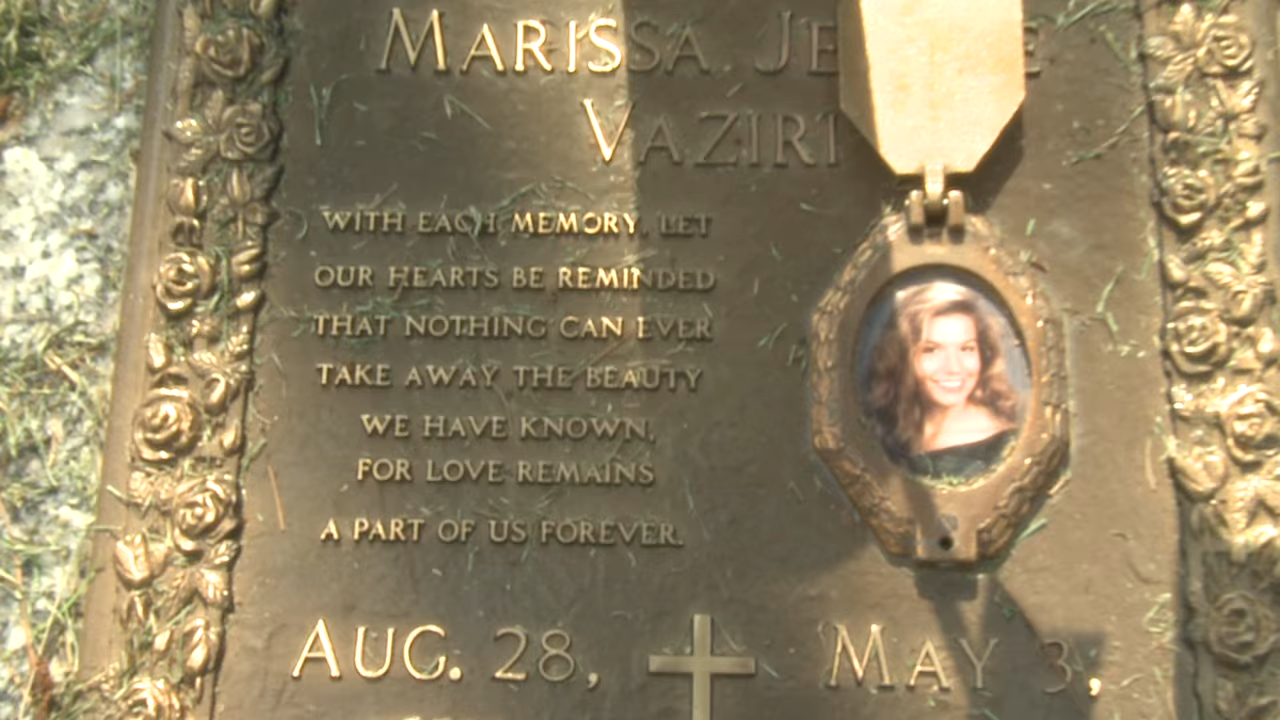 MARISSA
VAZIRI
WITH EACH MEMORY, LET
OUR HEARTS BE REMINDED
THAT NOTHING CAN EVER
TAKE AWAY THE BEAUTY
WE HAVE KNOWN,
FOR LOVE REMAINS
A PART OF US FOREVER.
AUG. 28, MAY 3,